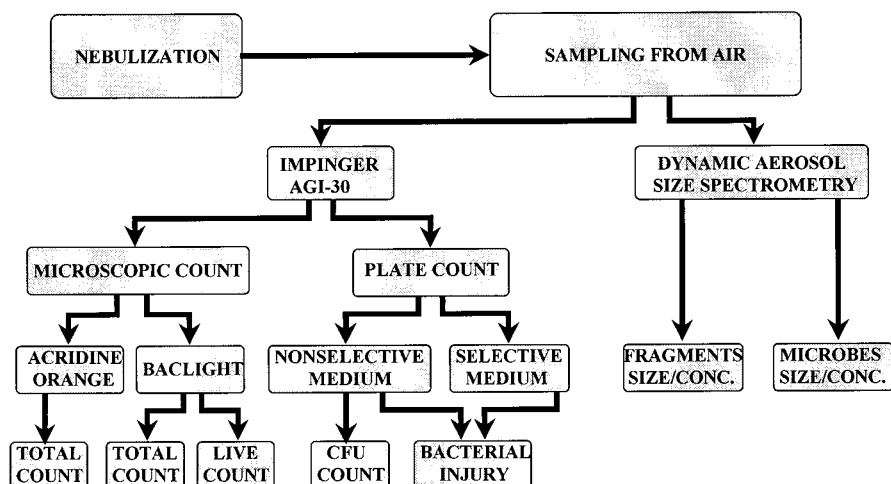 NEBULIZATION
SAMPLING FROM AIR
IMPINGER
AGI-30
DYNAMIC AEROSOL
SIZE SPECTROMETRY
MICROSCOPIC COUNT
PLATE COUNT
ACRIDINE
ORANGE
BACLIGHT
NONSELECTIVE
MEDIUM
SELECTIVE
MEDIUM
FRAGMENTS
SIZE/CONC.
MICROBES
SIZE/CONC.
TOTAL
COUNT
TOTAL
COUNT
LIVE
COUNT
CFU
COUNT
BACTERIAL
INJURY